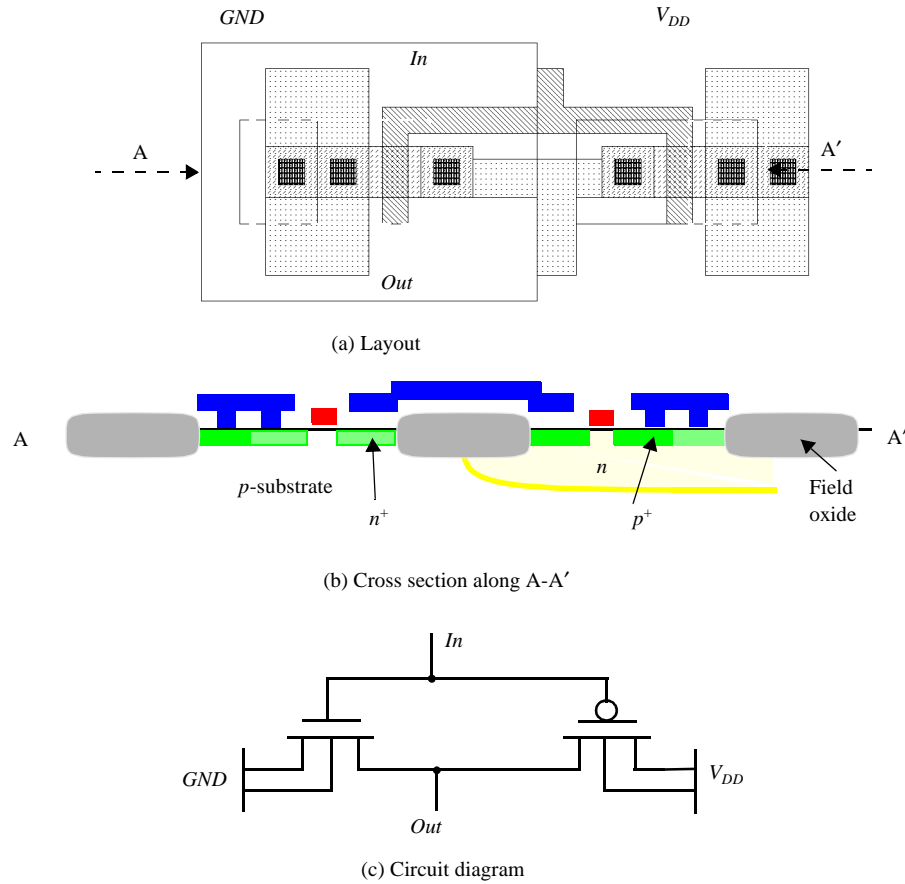 GND V_DD
In
A A′
Out
(a) Layout
A A′
p-substrate n Field
n⁺ p⁺ oxide
(b) Cross section along A-A′
In
GND V_DD
Out
(c) Circuit diagram